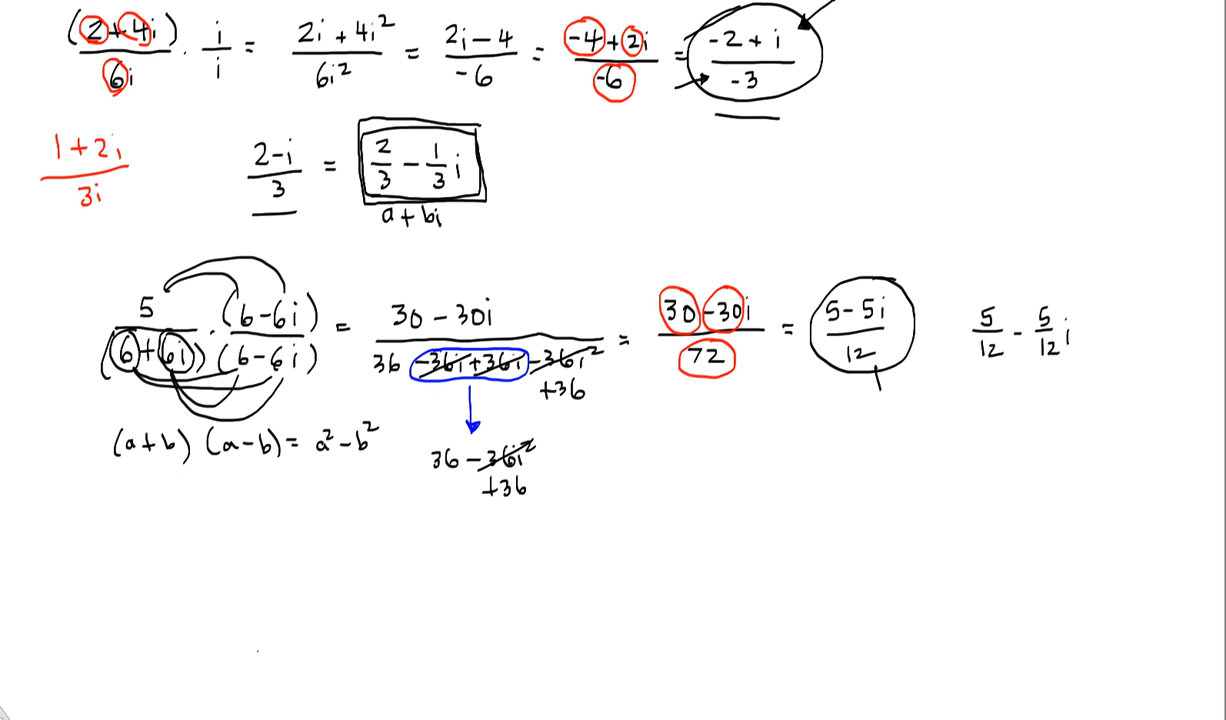 (2+4i)/6i · i/i = (2i+4i²)/6i² = (2i-4)/-6 = (-4+2i)/-6 = (-2+i)/-3
(1+2i)/3i (2-i)/3 = 2/3 - 1/3 i
a+bi
5/(6+6i) · (6-6i)/(6-6i) = (30-30i)/(36-36i+36i-36i²) = (30-30i)/72 = (5-5i)/12 5/12 - 5/12 i
+36
(a+b) (a-b) = a²-b²
36-36i²
+36